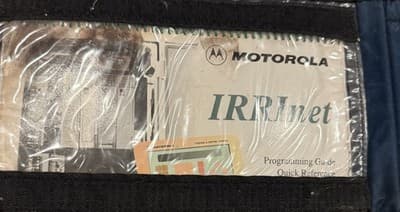 MOTOROLA
IRRInet
Programming Guide
Quick Reference